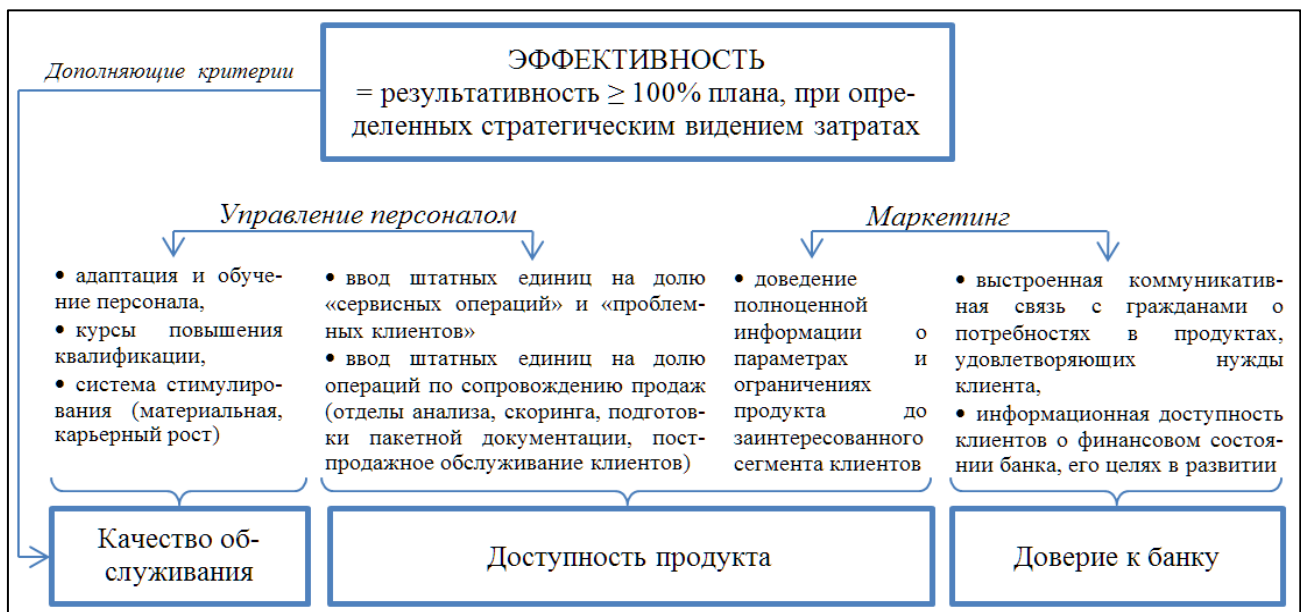 Дополняющие критерии
ЭФФЕКТИВНОСТЬ
= результативность ≥ 100% плана, при опре-
деленных стратегическим видением затратах
Управление персоналом
Маркетинг
• адаптация и обуче-
ние персонала,
• курсы повышения
квалификации,
• система стимулиро-
вания (материальная,
карьерный рост)
• ввод штатных единиц на долю
«сервисных операций» и «проблем-
ных клиентов»
• ввод штатных единиц на долю
операций по сопровождению продаж
(отделы анализа, скоринга, подготов-
ки пакетной документации, пост-
продажное обслуживание клиентов)
• доведение
полноценной
информации о
параметрах и
ограничениях
продукта до
заинтересованного
сегмента клиентов
• выстроенная коммуникатив-
ная связь с гражданами о
потребностях в продуктах,
удовлетворяющих нужды
клиента,
• информационная доступность
клиентов о финансовом состоя-
нии банка, его целях в развитии
Качество об-
служивания
Доступность продукта
Доверие к банку